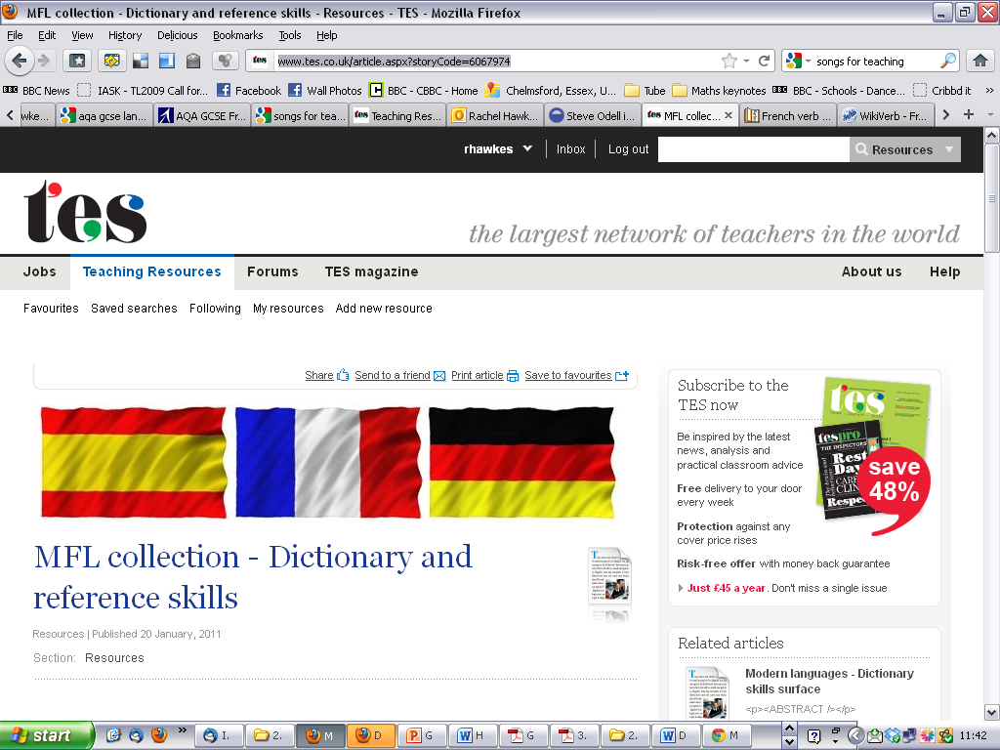 MFL collection - Dictionary and reference skills - Resources - TES - Mozilla Firefox
File Edit View History Delicious Bookmarks Tools Help
tes www.tes.co.uk/article.aspx?storyCode=6067974 songs for teaching
BBC News IASK - TL2009 Call for... Facebook Wall Photos BBC - CBBC - Home Chelmsford, Essex, U... Tube Maths keynotes BBC - Schools - Dance... Cribbd it »
wke... aqa gcse lan... AQA GCSE Fr... songs for tea... tes Teaching Res... Rachel Hawk... Steve Odell i... tes MFL collec... French verb ... WikiVerb - Fr...
rhawkes Inbox Log out Resources
tes
the largest network of teachers in the world
Jobs Teaching Resources Forums TES magazine About us Help
Favourites Saved searches Following My resources Add new resource
Share Send to a friend Print article Save to favourites
MFL collection - Dictionary and
reference skills
Resources | Published 20 January, 2011
Section: Resources
Subscribe to the
TES now
Be inspired by the latest
news, analysis and
practical classroom advice
Free delivery to your door
every week
Protection against any
cover price rises
Risk-free offer with money back guarantee
Just £45 a year. Don't miss a single issue
tes
tespro
THE INSPECTORS
save
48%
Related articles
Modern languages - Dictionary
skills surface
<p><ABSTRACT /></p>
start » I. 2. M D G H G 3. 2. D M 11:42